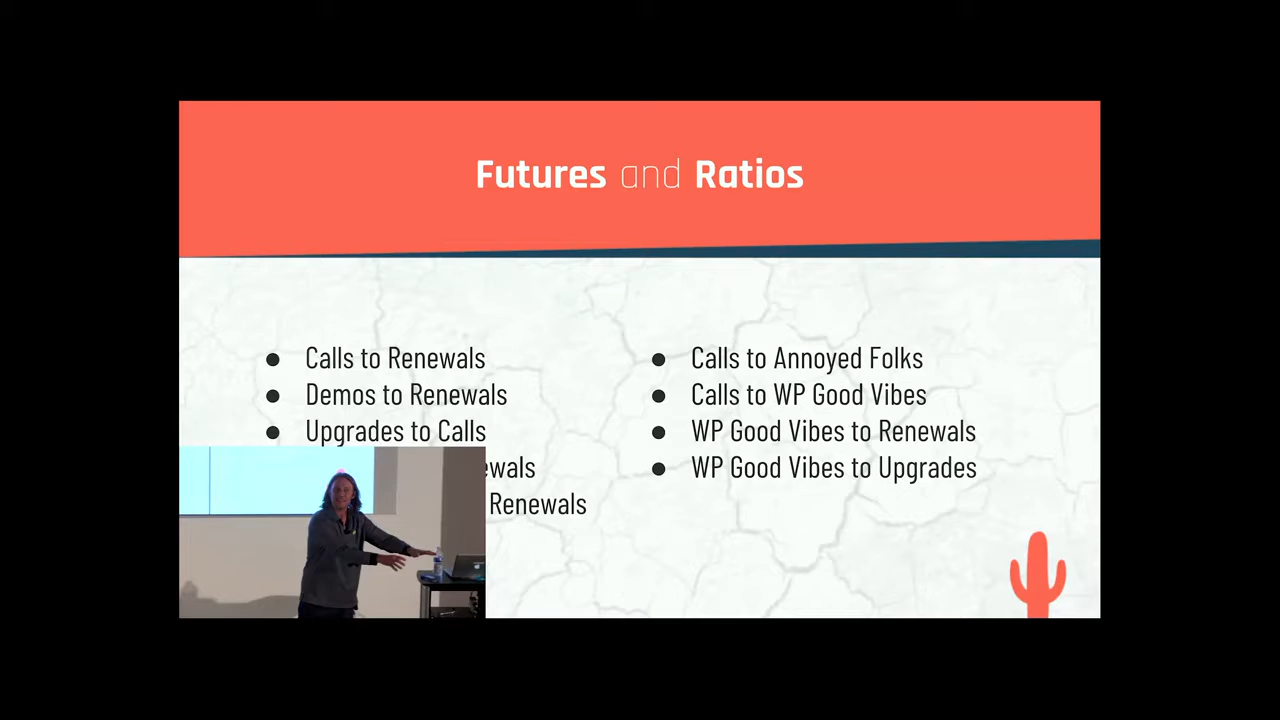 Futures and Ratios
● Calls to Renewals
● Demos to Renewals
● Upgrades to Calls
Renewals
● Calls to Annoyed Folks
● Calls to WP Good Vibes
● WP Good Vibes to Renewals
● WP Good Vibes to Upgrades